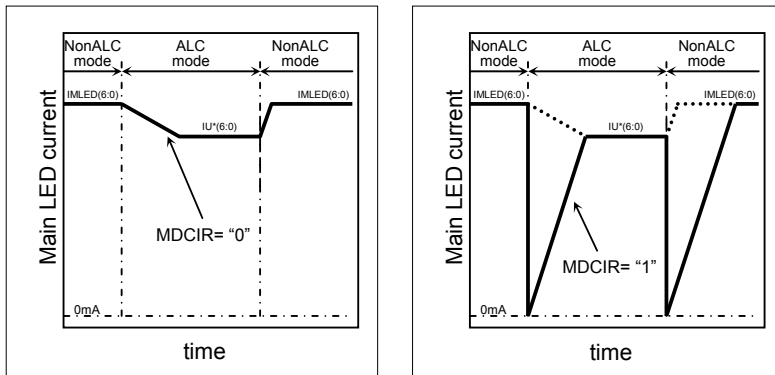 NonALC ALC NonALC
mode mode mode
IMLED(6:0) IMLED(6:0)
IU*(6:0)
MDCIR= “0”
0mA
Main LED current
time
NonALC ALC NonALC
mode mode mode
IMLED(6:0) IMLED(6:0)
IU*(6:0)
MDCIR= “1”
0mA
Main LED current
time